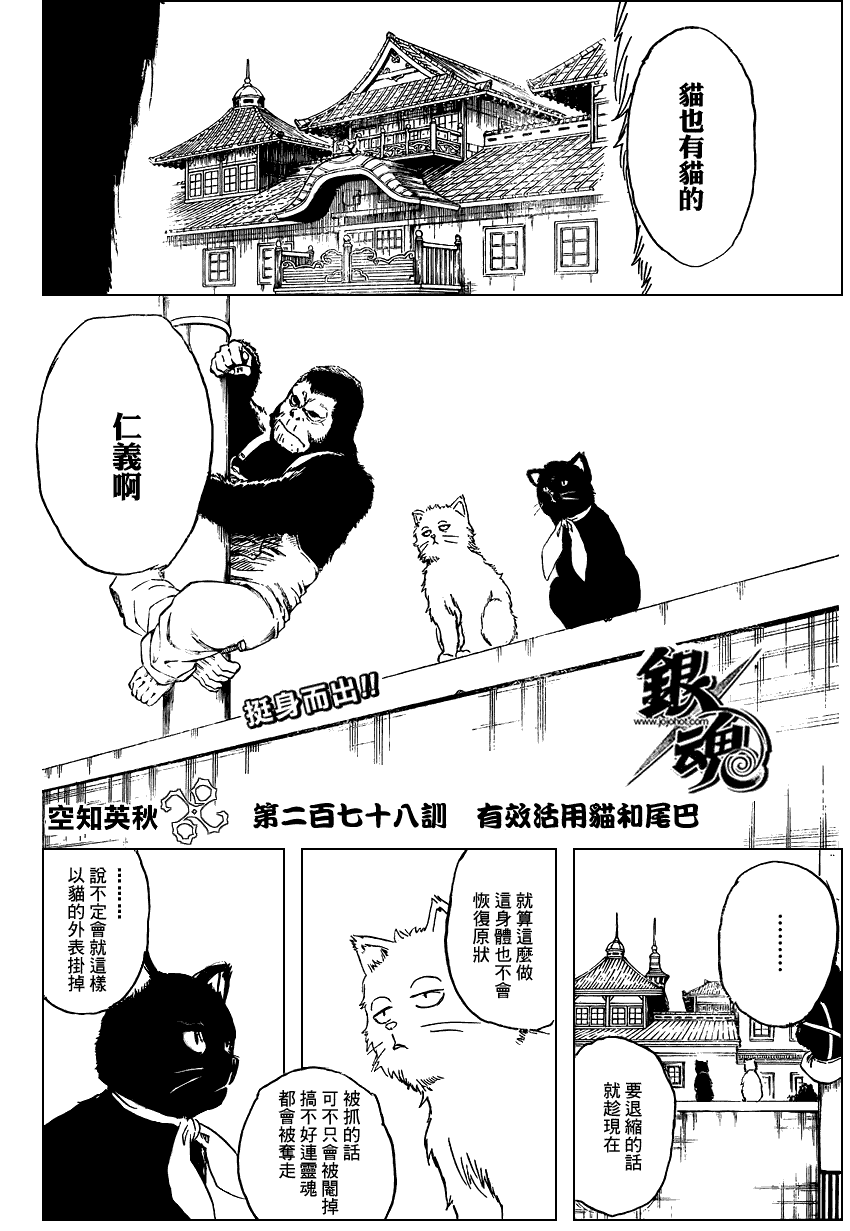 貓也有貓的
仁義啊
挺身而出!!
銀魂
www.jojohot.com
空知英秋
第二百七十八訓　有效活用貓和尾巴
………
要退縮的話
就趁現在
就算這麼做
這身體也不會
恢復原狀
被抓的話
可不只會被閹掉
搞不好連靈魂
都會被奪走
………
說不定會就這樣
以貓的外表掛掉